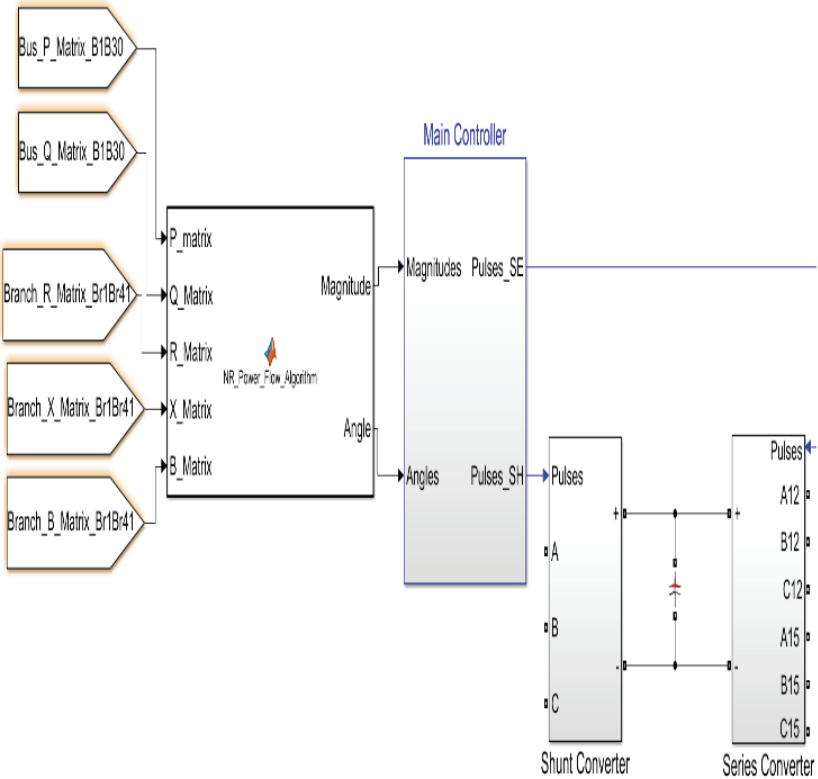 Bus_P_Matrix_B1B30
Bus_Q_Matrix_B1B30
Branch_R_Matrix_Br1Br41
Branch_X_Matrix_Br1Br41
Branch_B_Matrix_Br1Br41
P_matrix
Q_Matrix
R_Matrix
X_Matrix
B_Matrix
NR_Power_Flow_Algorithm
Magnitude
Angle
Main Controller
Magnitudes
Pulses_SE
Angles
Pulses_SH
Pulses
A
B
C
+
-
Shunt Converter
+
-
Pulses
A12
B12
C12
A15
B15
C15
Series Converter